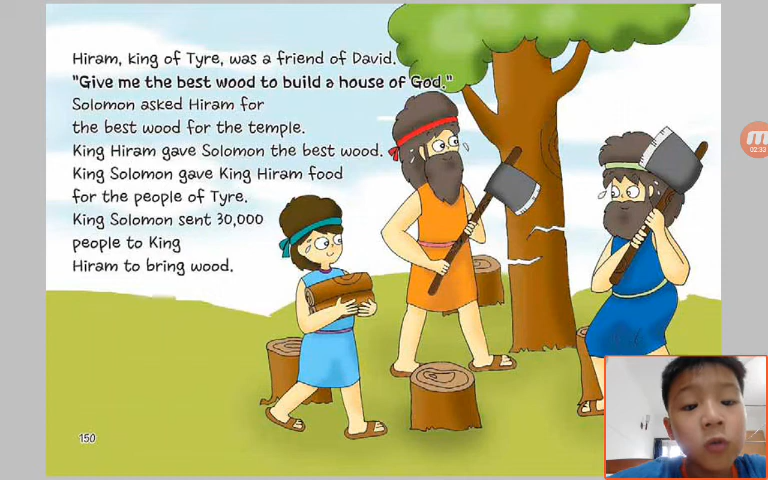 Hiram, king of Tyre, was a friend of David.
"Give me the best wood to build a house of God."
Solomon asked Hiram for
the best wood for the temple.
King Hiram gave Solomon the best wood.
King Solomon gave King Hiram food
for the people of Tyre.
King Solomon sent 30,000
people to King
Hiram to bring wood.
150
M
02:33